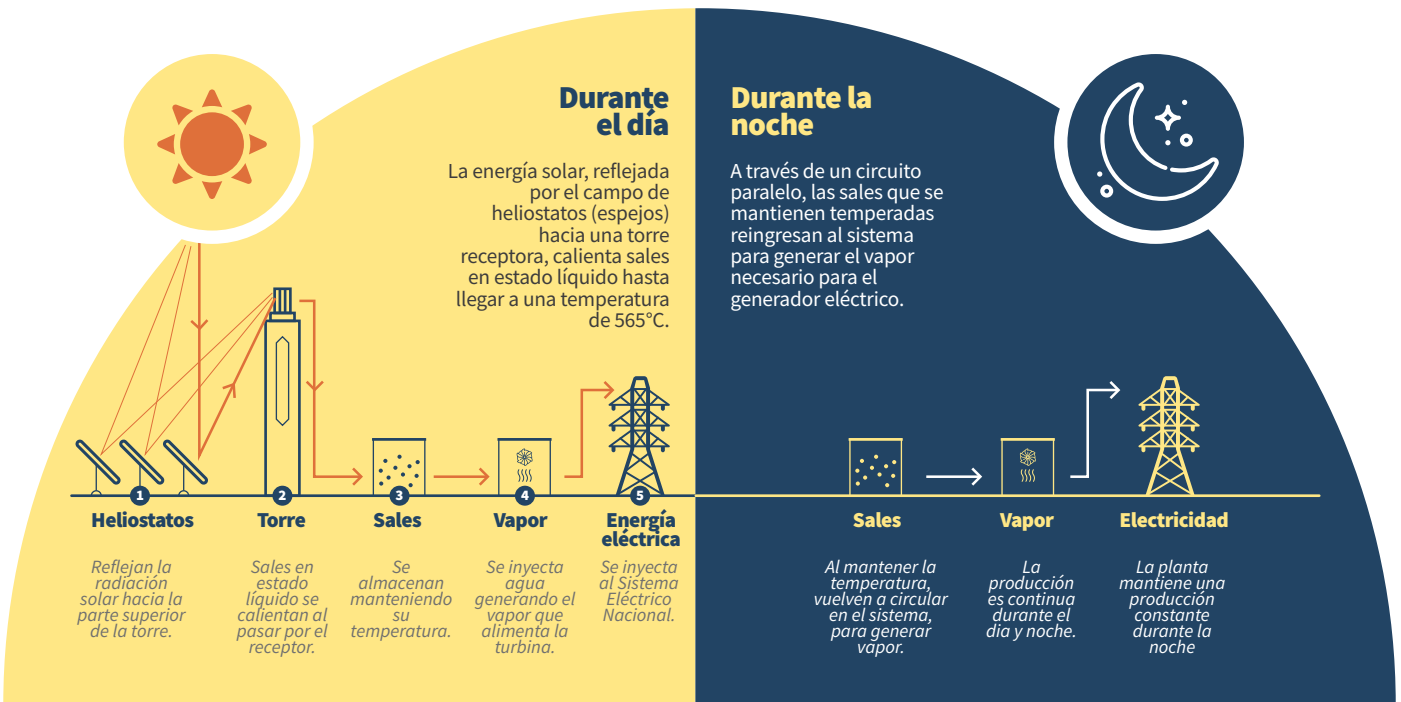 Durante
el día
La energía solar, reflejada
por el campo de
heliostatos (espejos)
hacia una torre
receptora, calienta sales
en estado líquido hasta
llegar a una temperatura
de 565°C.
1
Heliostatos
Reflejan la
radiación
solar hacia la
parte superior
de la torre.
2
Torre
Sales en
estado
líquido se
calientan al
pasar por el
receptor.
3
Sales
Se
almacenan
manteniendo
su
temperatura.
4
Vapor
Se inyecta
agua
generando el
vapor que
alimenta la
turbina.
5
Energía
eléctrica
Se inyecta
al Sistema
Eléctrico
Nacional.
Durante la
noche
A través de un circuito
paralelo, las sales que se
mantienen temperadas
reingresan al sistema
para generar el vapor
necesario para el
generador eléctrico.
Sales
Al mantener la
temperatura,
vuelven a circular
en el sistema,
para generar
vapor.
Vapor
La
producción
es continua
durante el
dia y noche.
Electricidad
La planta
mantiene una
producción
constante
durante la
noche